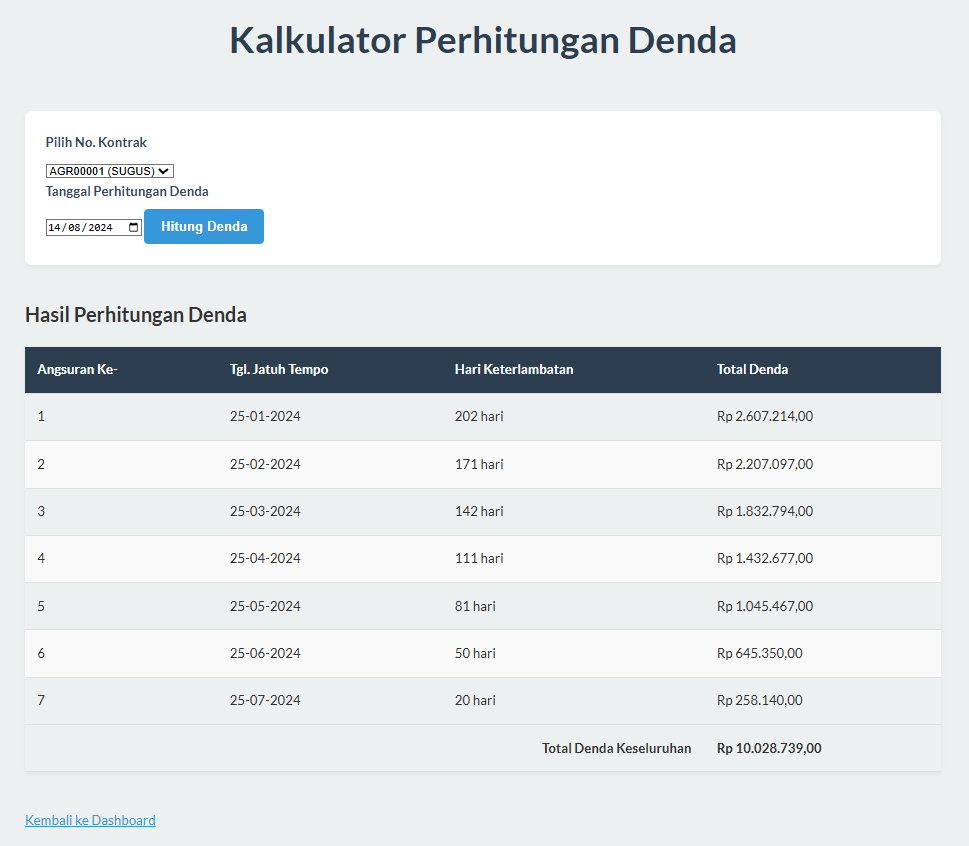 Kalkulator Perhitungan Denda
Pilih No. Kontrak
AGR00001 (SUGUS)
Tanggal Perhitungan Denda
14/08/2024 Hitung Denda
Hasil Perhitungan Denda
Angsuran Ke- Tgl. Jatuh Tempo Hari Keterlambatan Total Denda
1 25-01-2024 202 hari Rp 2.607.214,00
2 25-02-2024 171 hari Rp 2.207.097,00
3 25-03-2024 142 hari Rp 1.832.794,00
4 25-04-2024 111 hari Rp 1.432.677,00
5 25-05-2024 81 hari Rp 1.045.467,00
6 25-06-2024 50 hari Rp 645.350,00
7 25-07-2024 20 hari Rp 258.140,00
Total Denda Keseluruhan Rp 10.028.739,00
Kembali ke Dashboard